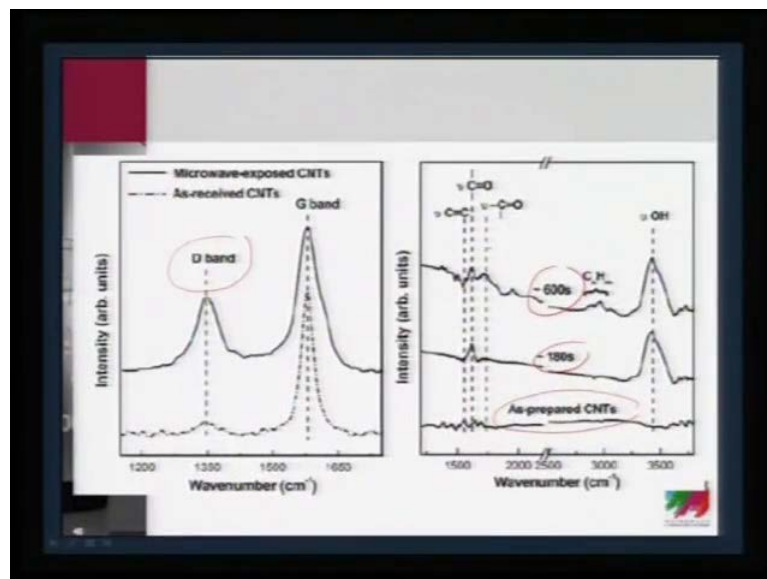 Microwave-exposed CNTs
As-received CNTs
G band
D band
Intensity (arb. units)
1200
1350
1500
1650
Wavenumber (cm⁻¹)
υ C=O
υ C=C
υ -C=O
υ OH
CₓHₓ
~ 600s
~ 180s
As-prepared CNTs
Intensity (arb. units)
1500
2000
2500
3000
3500
Wavenumber (cm⁻¹)